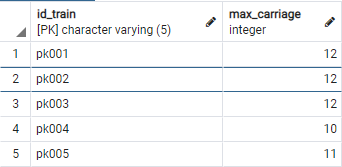 id_train max_carriage
[PK] character varying (5) integer
1 pk001 12
2 pk002 12
3 pk003 12
4 pk004 10
5 pk005 11